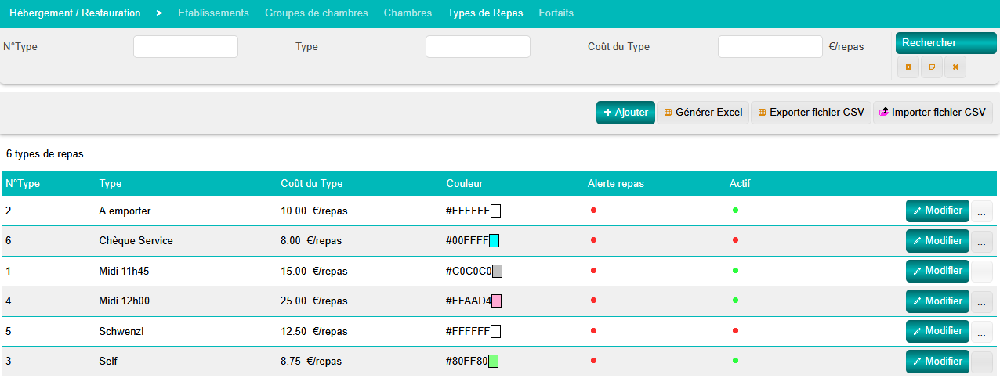 Hébergement / Restauration > Etablissements Groupes de chambres Chambres Types de Repas Forfaits
N°Type Type Coût du Type €/repas Rechercher
Ajouter Générer Excel Exporter fichier CSV Importer fichier CSV
6 types de repas
N°Type Type Coût du Type Couleur Alerte repas Actif
2 A emporter 10.00 €/repas #FFFFFF Modifier ...
6 Chèque Service 8.00 €/repas #00FFFF Modifier ...
1 Midi 11h45 15.00 €/repas #C0C0C0 Modifier ...
4 Midi 12h00 25.00 €/repas #FFAAD4 Modifier ...
5 Schwenzi 12.50 €/repas #FFFFFF Modifier ...
3 Self 8.75 €/repas #80FF80 Modifier ...